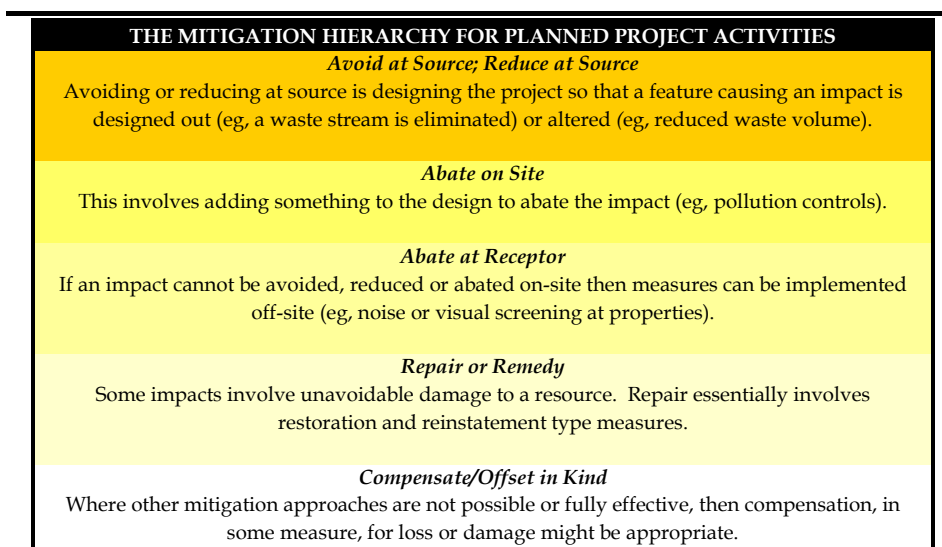 THE MITIGATION HIERARCHY FOR PLANNED PROJECT ACTIVITIES
Avoid at Source; Reduce at Source
Avoiding or reducing at source is designing the project so that a feature causing an impact is
designed out (eg, a waste stream is eliminated) or altered (eg, reduced waste volume).
Abate on Site
This involves adding something to the design to abate the impact (eg, pollution controls).
Abate at Receptor
If an impact cannot be avoided, reduced or abated on-site then measures can be implemented
off-site (eg, noise or visual screening at properties).
Repair or Remedy
Some impacts involve unavoidable damage to a resource.  Repair essentially involves
restoration and reinstatement type measures.
Compensate/Offset in Kind
Where other mitigation approaches are not possible or fully effective, then compensation, in
some measure, for loss or damage might be appropriate.